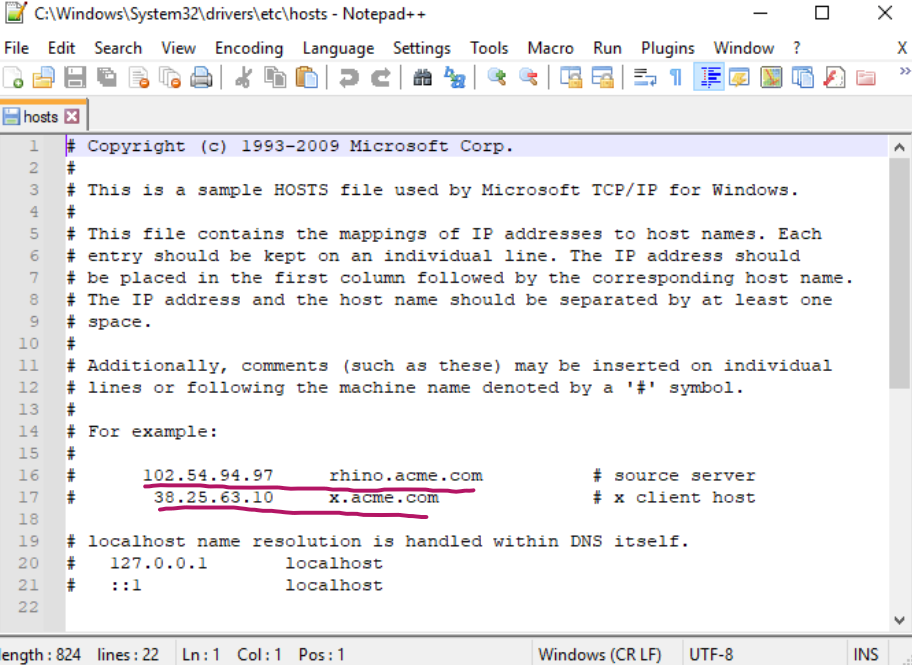 C:\Windows\System32\drivers\etc\hosts - Notepad++
File Edit Search View Encoding Language Settings Tools Macro Run Plugins Window ? X
hosts
1 # Copyright (c) 1993-2009 Microsoft Corp.
2 #
3 # This is a sample HOSTS file used by Microsoft TCP/IP for Windows.
4 #
5 # This file contains the mappings of IP addresses to host names. Each
6 # entry should be kept on an individual line. The IP address should
7 # be placed in the first column followed by the corresponding host name.
8 # The IP address and the host name should be separated by at least one
9 # space.
10 #
11 # Additionally, comments (such as these) may be inserted on individual
12 # lines or following the machine name denoted by a '#' symbol.
13 #
14 # For example:
15 #
16 # 102.54.94.97 rhino.acme.com # source server
17 # 38.25.63.10 x.acme.com # x client host
18
19 # localhost name resolution is handled within DNS itself.
20 # 127.0.0.1 localhost
21 # ::1 localhost
22
length : 824 lines : 22 Ln : 1 Col : 1 Pos : 1 Windows (CR LF) UTF-8 INS